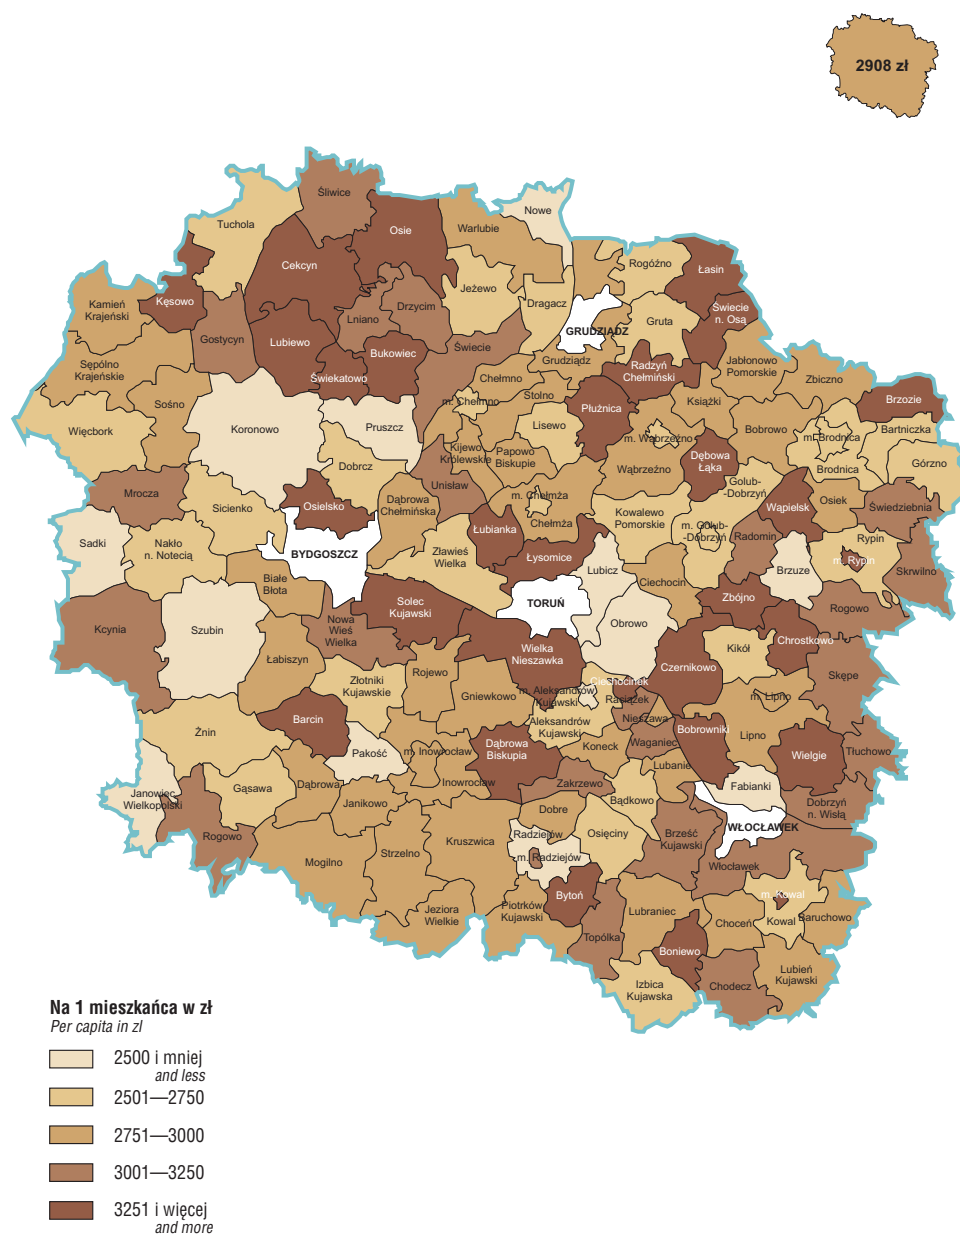 2908 zł
Śliwice
Nowe
Tuchola
Osie
Warlubie
Cekcyn
Rogóźno
Łasin
Jeżewo
Kęsowo
Kamień
Krajeński
Drzycim
Dragacz
Świecie
n. Osą
Lniano
Gruta
GRUDZIĄDZ
Gostycyn
Lubiewo
Świecie
Bukowiec
Grudziądz
Jabłonowo
Pomorskie
Sępólno
Krajeńskie
Radzyń
Chełmiński
Świekatowo
Chełmno
Zbiczno
Stolno
Brzozie
Sośno
m. Chełmno
Płużnica
Książki
Koronowo
Pruszcz
Lisewo
Bobrowo
Bartniczka
Więcbork
m. Wąbrzeźno
m. Brodnica
Kijewo
Królewskie
Papowo
Biskupie
Dębowa
Łąka
Górzno
Dobrcz
Wąbrzeźno
Brodnica
Golub-
-Dobrzyń
Unisław
Mrocza
m. Chełmża
Dąbrowa
Chełmińska
Osiek
Sicienko
Osielsko
Wąpielsk
Świedziebnia
Kowalewo
Pomorskie
Chełmża
m. Golub-
-Dobrzyń
Łubianka
Radomin
Rypin
Sadki
Nakło
n. Notecią
BYDGOSZCZ
Zławieś
Wielka
Łysomice
m. Rypin
Lubicz
Brzuze
Skrwilno
Białe
Błota
Ciechocin
Zbójno
Solec
Kujawski
TORUŃ
Rogowo
Obrowo
Kcynia
Szubin
Nowa
Wieś
Wielka
Chrostkowo
Wielka
Nieszawka
Kikół
Łabiszyn
Rojewo
Czernikowo
Skępe
Złotniki
Kujawskie
Ciechocinek
Gniewkowo
m. Aleksandrów
Kujawski
Raciążek
m. Lipno
Barcin
Nieszawa
Aleksandrów
Kujawski
Bobrowniki
Żnin
Lipno
Waganiec
Koneck
Pakość
m. Inowrocław
Dąbrowa
Biskupia
Wielgie
Tłuchowo
Lubanie
Inowrocław
Zakrzewo
Fabianki
Dąbrowa
Gąsawa
Janowiec
Wielkopolski
Janikowo
Bądkowo
Dobrzyń
n. Wisłą
Dobre
WŁOCŁAWEK
Rogowo
Kruszwica
Radziejów
Osięciny
Brześć
Kujawski
Strzelno
Mogilno
m. Radziejów
Włocławek
Bytoń
m. Kowal
Piotrków
Kujawski
Jeziora
Wielkie
Lubraniec
Choceń
Kowal
Baruchowo
Topólka
Boniewo
Lubień
Kujawski
Izbica
Kujawska
Chodecz
Na 1 mieszkańca w zł
Per capita in zl
2500 i mniej
and less
2501—2750
2751—3000
3001—3250
3251 i więcej
and more